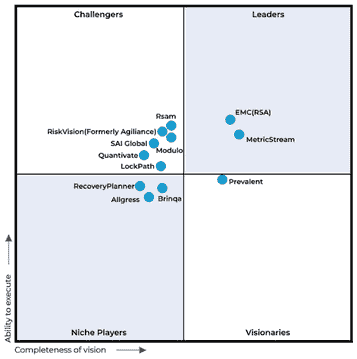 Challengers
Leaders
Rsam
EMC(RSA)
RiskVision(Formerly Agiliance)
MetricStream
SAI Global
Modulo
Quantivate
LockPath
Prevalent
RecoveryPlanner
Allgress
Brinqa
Niche Players
Visionaries
Ability to execute
Completeness of vision